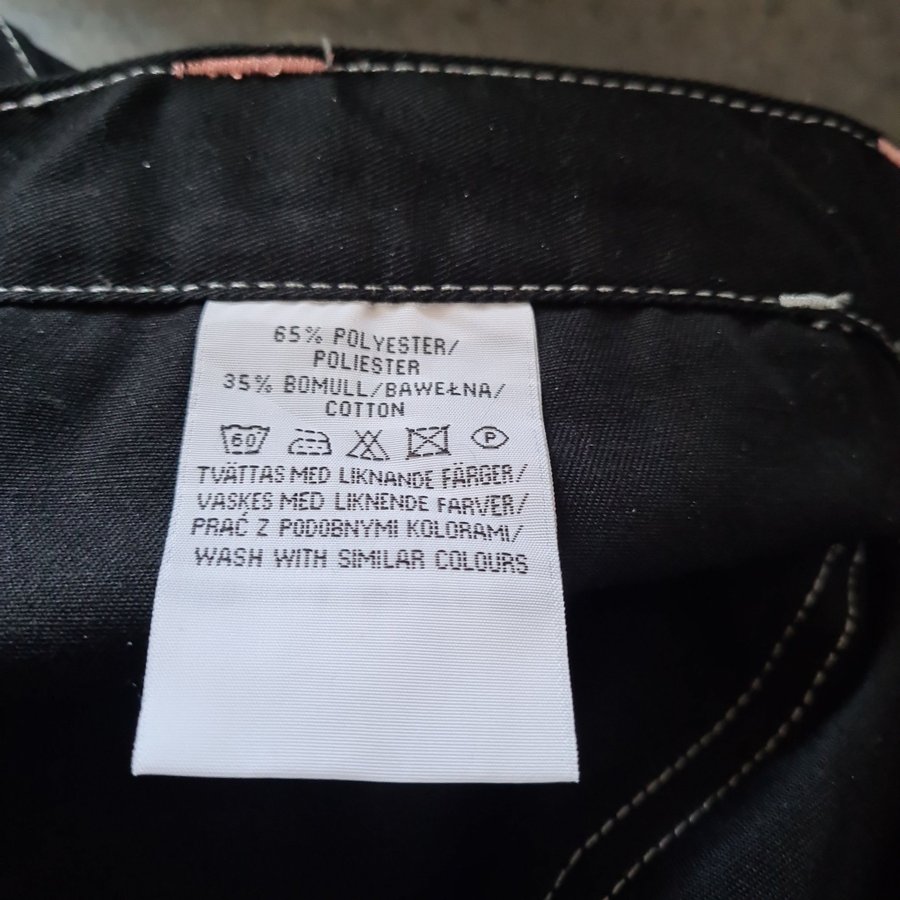 65% POLYESTER/
POLIESTER
35% BOMULL/BAWEŁNA/
COTTON
60 P
TVÄTTAS MED LIKNANDE FÄRGER/
VASKES MED LIKNENDE FARVER/
PRAĆ Z PODOBNYMI KOLORAMI/
WASH WITH SIMILAR COLOURS